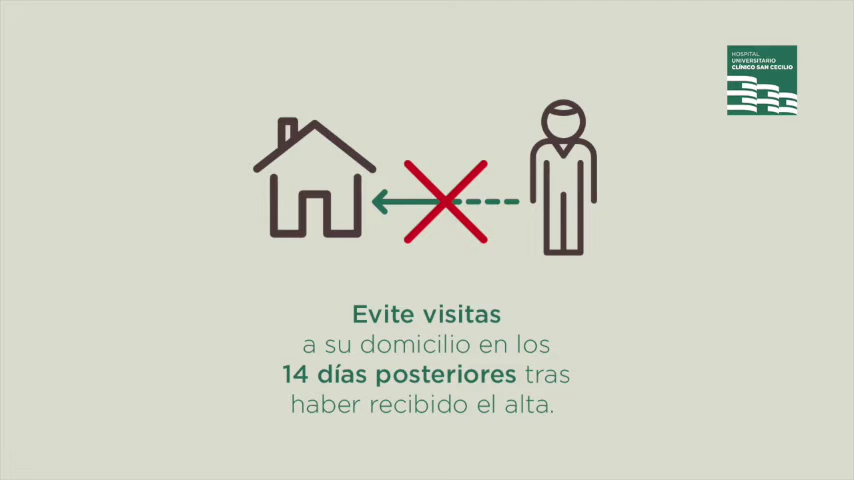 HOSPITAL
UNIVERSITARIO
CLÍNICO SAN CECILIO
Evite visitas
a su domicilio en los
14 días posteriores tras
haber recibido el alta.